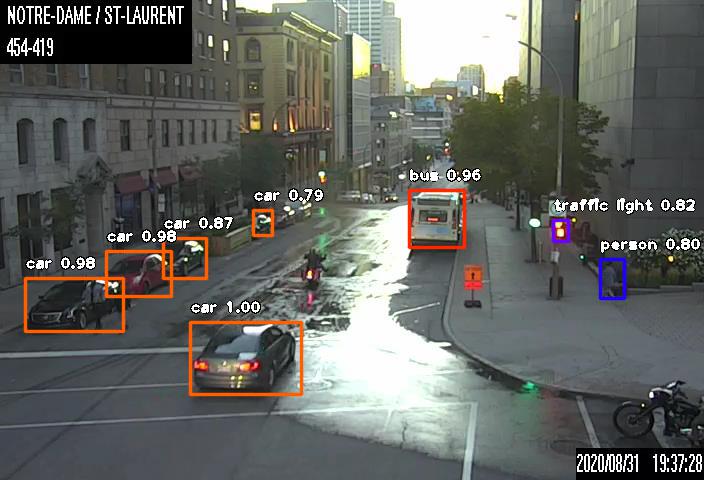 NOTRE-DAME / ST-LAURENT
454-419
bus 0.96
car 0.79
traffic light 0.82
car 0.87
car 0.98
person 0.80
car 0.98
car 1.00
2020/08/31 19:37:28